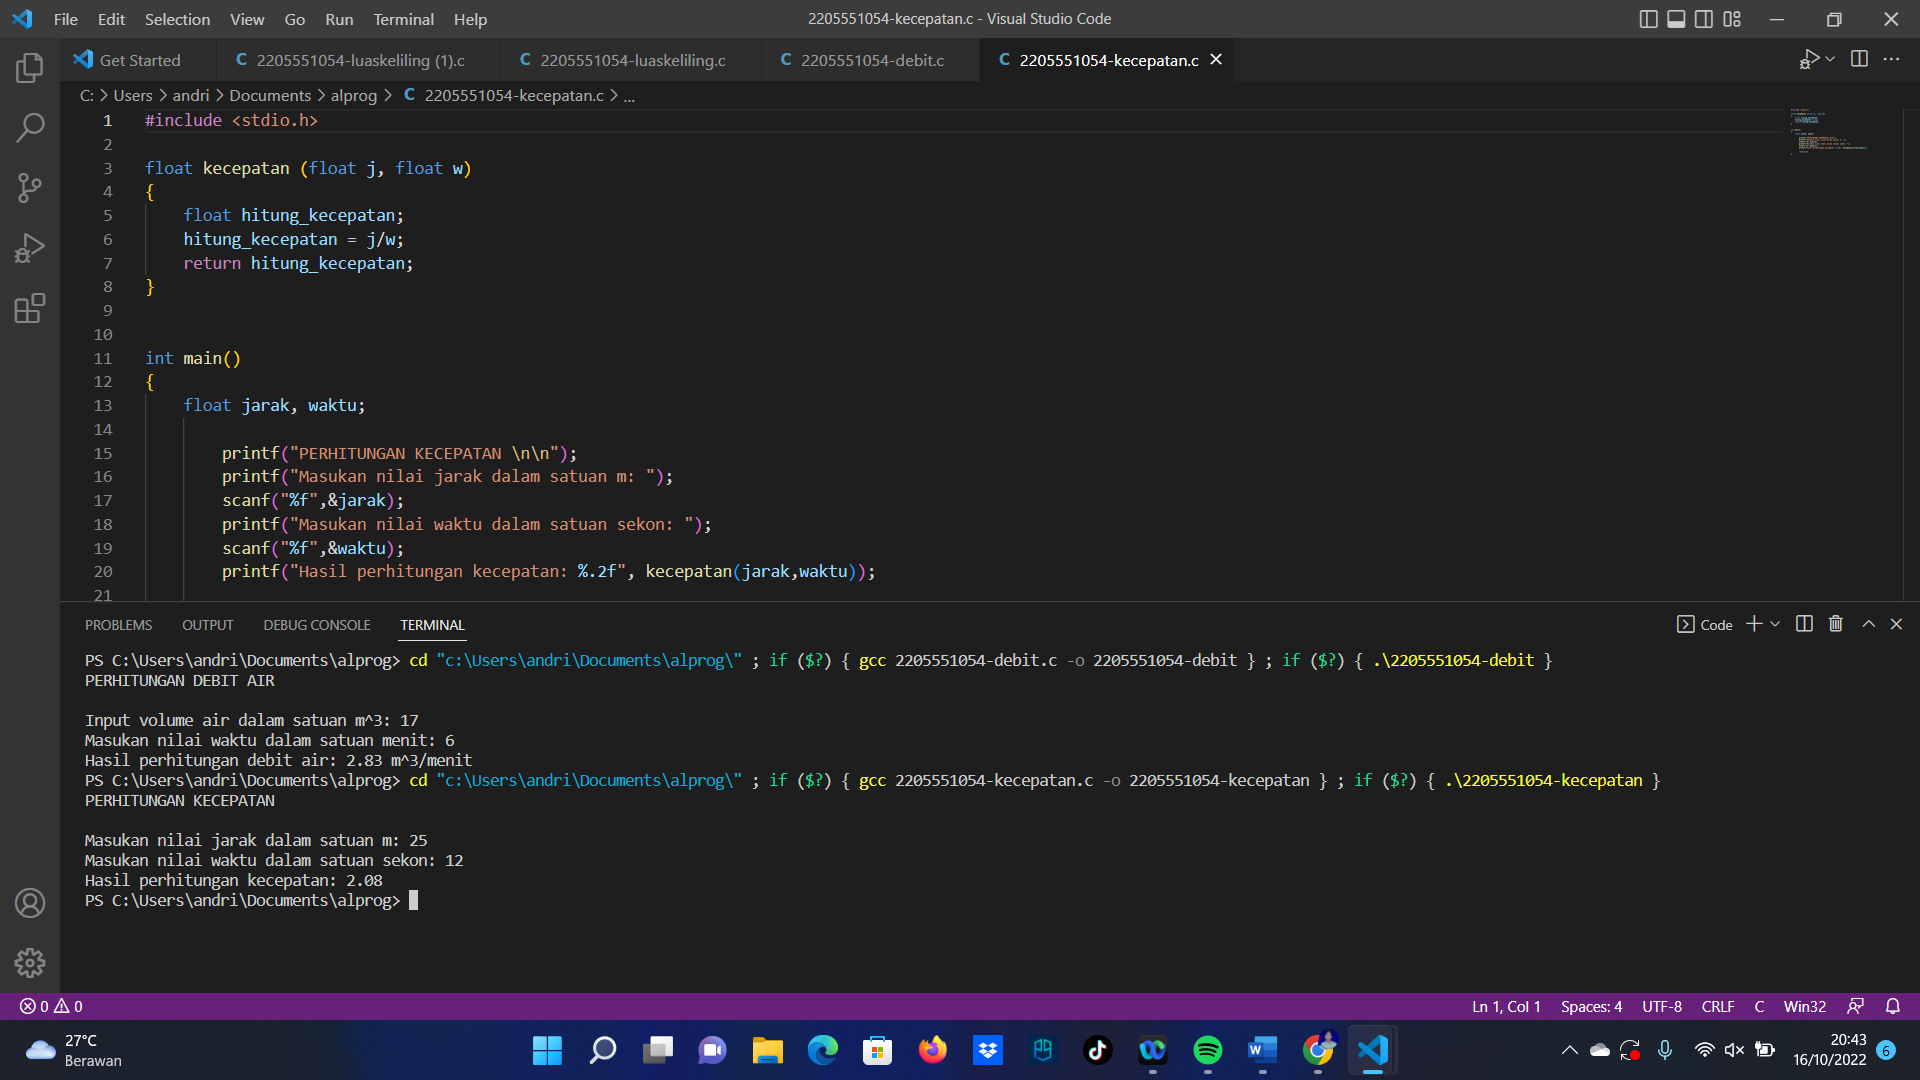 File Edit Selection View Go Run Terminal Help
2205551054-kecepatan.c - Visual Studio Code
Get Started
2205551054-luaskeliling (1).c
2205551054-luaskeliling.c
2205551054-debit.c
2205551054-kecepatan.c
C: > Users > andri > Documents > alprog > C 2205551054-kecepatan.c > ...
1 #include <stdio.h>
2
3 float kecepatan (float j, float w)
4 {
5 float hitung_kecepatan;
6 hitung_kecepatan = j/w;
7 return hitung_kecepatan;
8 }
9
10
11 int main()
12 {
13 float jarak, waktu;
14
15 printf("PERHITUNGAN KECEPATAN \n\n");
16 printf("Masukan nilai jarak dalam satuan m: ");
17 scanf("%f",&jarak);
18 printf("Masukan nilai waktu dalam satuan sekon: ");
19 scanf("%f",&waktu);
20 printf("Hasil perhitungan kecepatan: %.2f", kecepatan(jarak,waktu));
21
PROBLEMS OUTPUT DEBUG CONSOLE TERMINAL
Code
PS C:\Users\andri\Documents\alprog> cd "c:\Users\andri\Documents\alprog\" ; if ($?) { gcc 2205551054-debit.c -o 2205551054-debit } ; if ($?) { .\2205551054-debit }
PERHITUNGAN DEBIT AIR
Input volume air dalam satuan m^3: 17
Masukan nilai waktu dalam satuan menit: 6
Hasil perhitungan debit air: 2.83 m^3/menit
PS C:\Users\andri\Documents\alprog> cd "c:\Users\andri\Documents\alprog\" ; if ($?) { gcc 2205551054-kecepatan.c -o 2205551054-kecepatan } ; if ($?) { .\2205551054-kecepatan }
PERHITUNGAN KECEPATAN
Masukan nilai jarak dalam satuan m: 25
Masukan nilai waktu dalam satuan sekon: 12
Hasil perhitungan kecepatan: 2.08
PS C:\Users\andri\Documents\alprog>
0 0
Ln 1, Col 1 Spaces: 4 UTF-8 CRLF C Win32
27°C
Berawan
20:43
16/10/2022
6